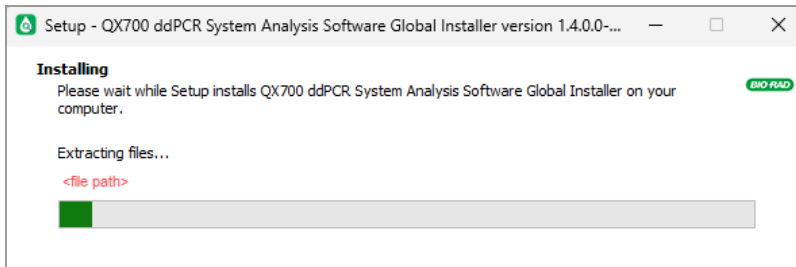 Setup - QX700 ddPCR System Analysis Software Global Installer version 1.4.0.0-...
Installing
Please wait while Setup installs QX700 ddPCR System Analysis Software Global Installer on your
computer.
BIO-RAD
Extracting files...
<file path>